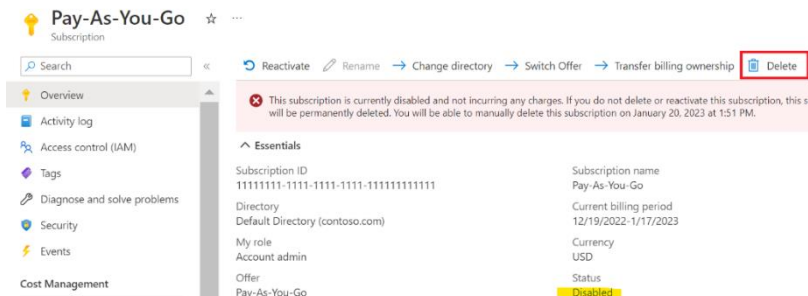 Pay-As-You-Go
Subscription
Search
Reactivate Rename Change directory Switch Offer Transfer billing ownership Delete
Overview
Activity log
Access control (IAM)
Tags
Diagnose and solve problems
Security
Events
Cost Management
This subscription is currently disabled and not incurring any charges. If you do not delete or reactivate this subscription, this s
will be permanently deleted. You will be able to manually delete this subscription on January 20, 2023 at 1:51 PM.
Essentials
Subscription ID
11111111-1111-1111-1111-111111111111
Directory
Default Directory (contoso.com)
My role
Account admin
Offer
Pay-As-You-Go
Subscription name
Pay-As-You-Go
Current billing period
12/19/2022-1/17/2023
Currency
USD
Status
Disabled